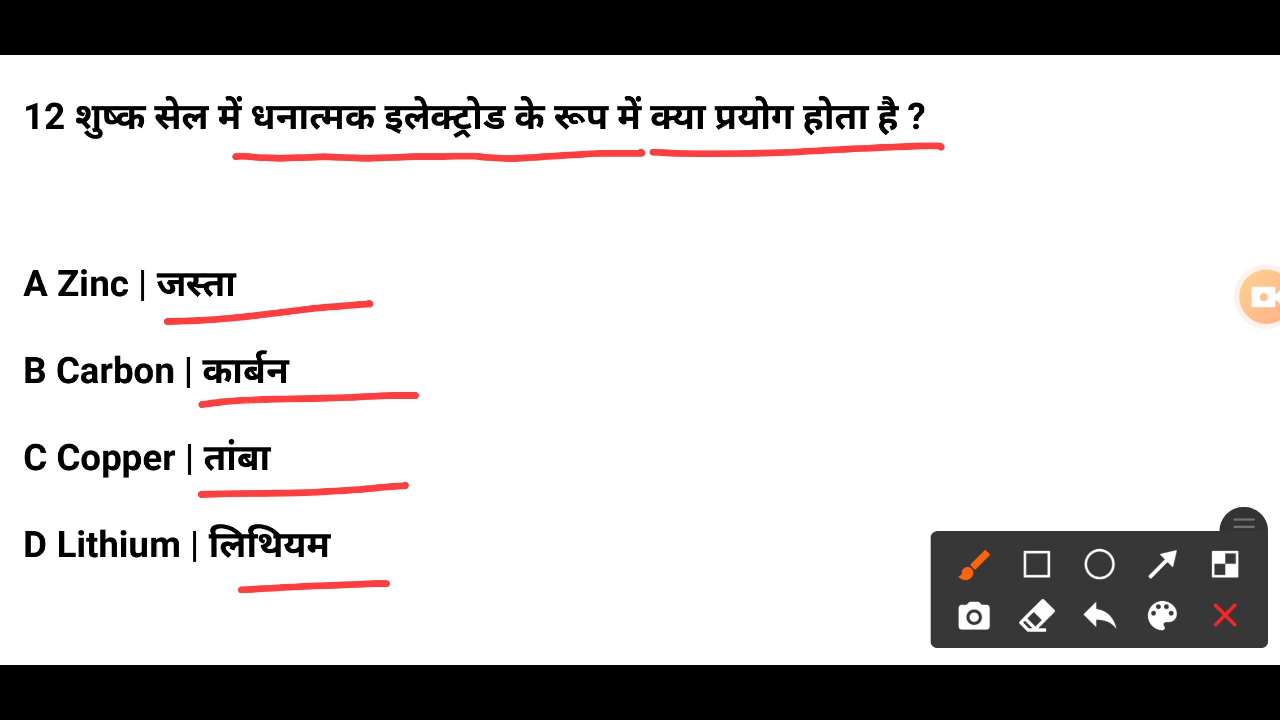 12 शुष्क सेल में धनात्मक इलेक्ट्रोड के रूप में क्या प्रयोग होता है ?
A Zinc | जस्ता
B Carbon | कार्बन
C Copper | तांबा
D Lithium | लिथियम